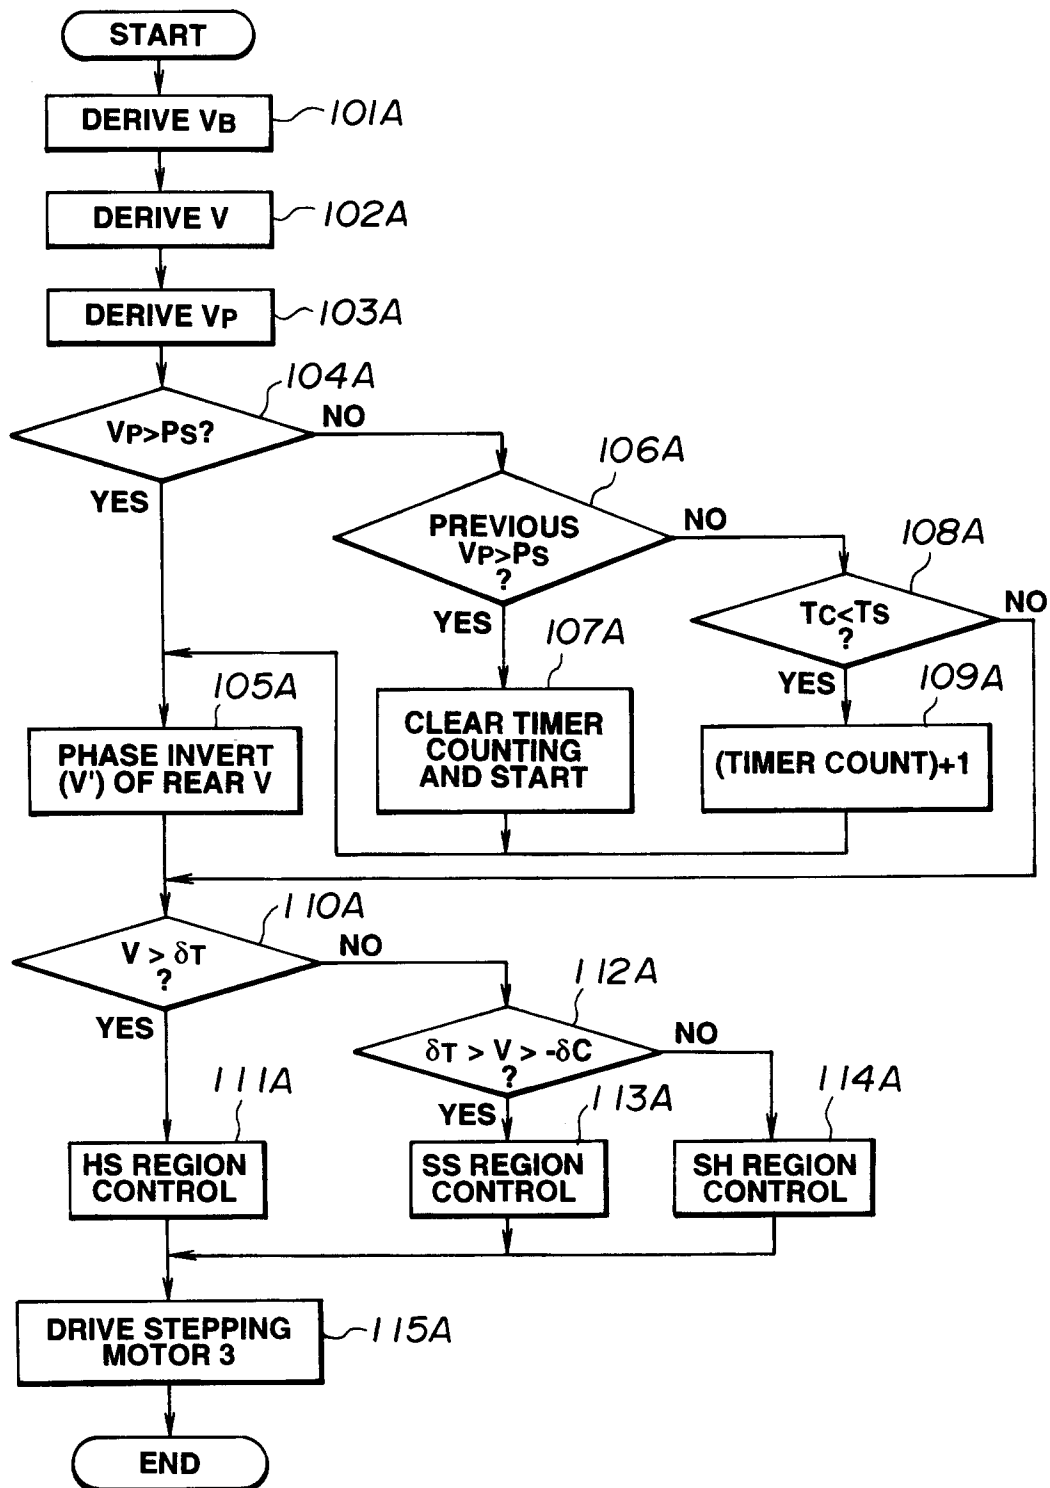 START
DERIVE VB
101A
DERIVE V
102A
DERIVE VP
103A
104A
VP>PS?
NO
YES
106A
PREVIOUS
VP>PS
?
NO
YES
108A
TC<TS
?
NO
YES
105A
PHASE INVERT
(V') OF REAR V
107A
CLEAR TIMER
COUNTING
AND START
109A
(TIMER COUNT)+1
110A
V > δT
?
NO
YES
112A
δT > V > -δC
?
NO
YES
111A
HS REGION
CONTROL
113A
SS REGION
CONTROL
114A
SH REGION
CONTROL
DRIVE STEPPING
MOTOR 3
115A
END